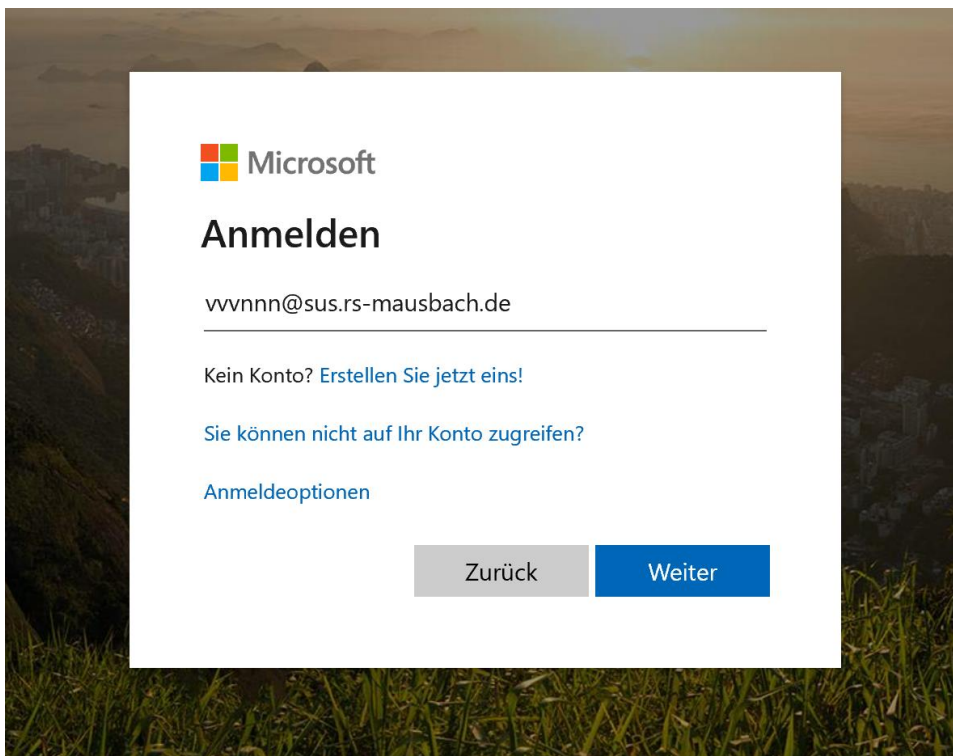 Microsoft
Anmelden
vvvnnn@sus.rs-mausbach.de
Kein Konto? Erstellen Sie jetzt eins!
Sie können nicht auf Ihr Konto zugreifen?
Anmeldeoptionen
Zurück
Weiter